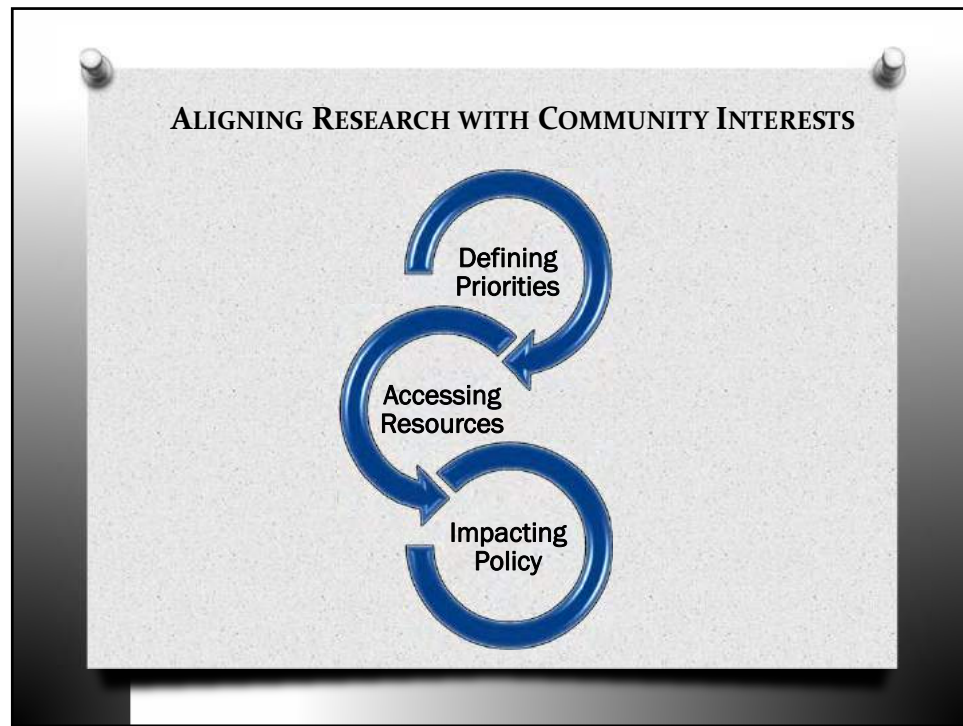 ALIGNING RESEARCH WITH COMMUNITY INTERESTS
Defining
Priorities
Accessing
Resources
Impacting
Policy